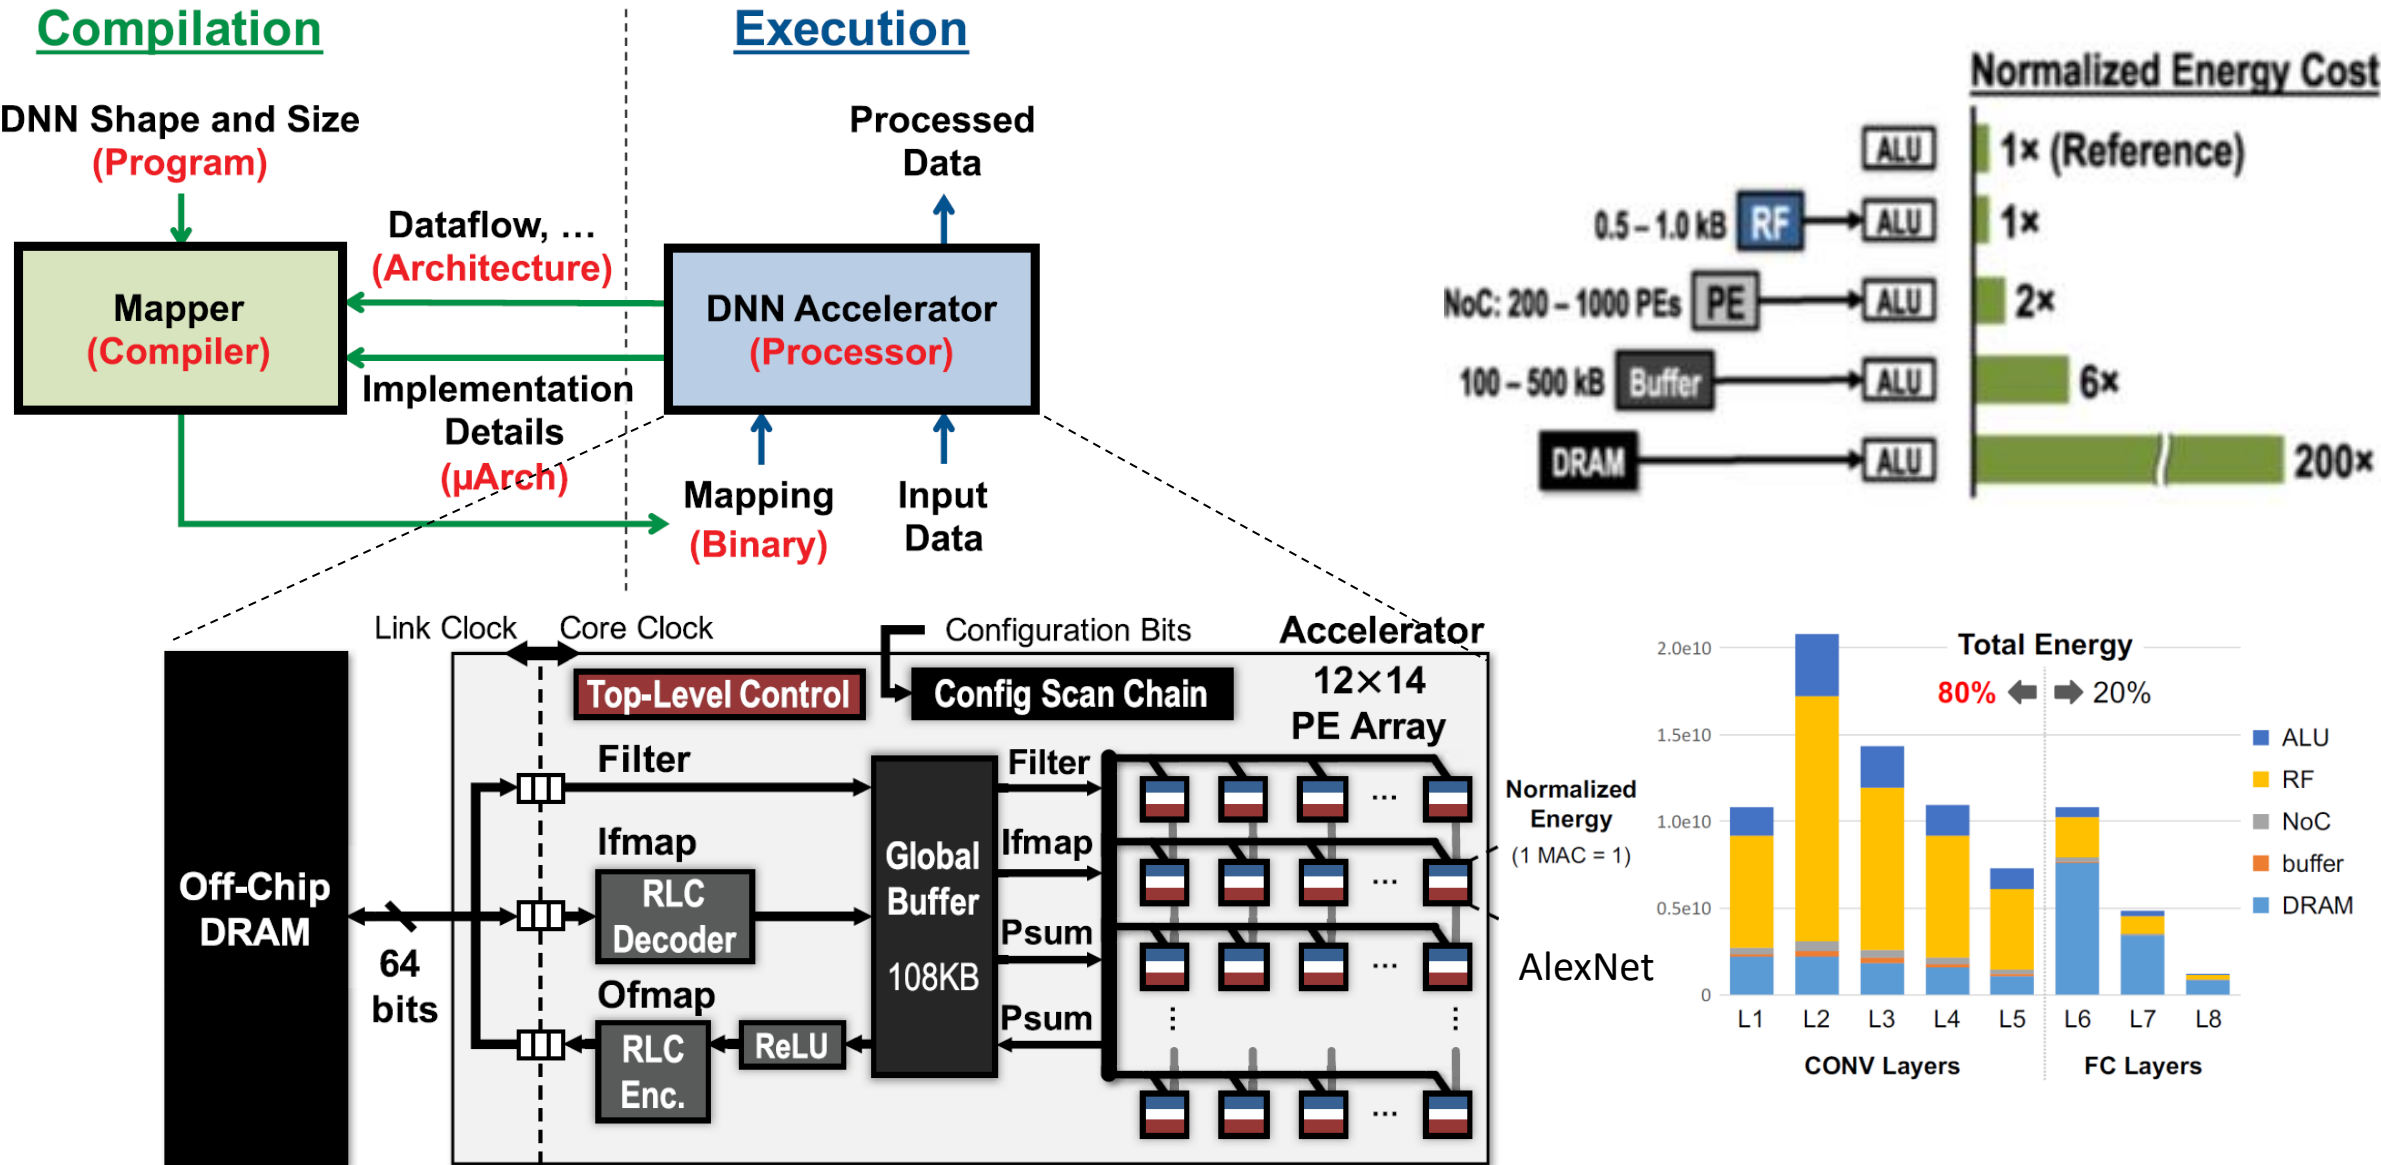 Compilation
Execution
DNN Shape and Size
(Program)
Processed
Data
Dataflow, ...
(Architecture)
Mapper
(Compiler)
DNN Accelerator
(Processor)
Implementation
Details
(µArch)
Mapping
(Binary)
Input
Data
Normalized Energy Cost
ALU
1× (Reference)
0.5 – 1.0 kB
RF
ALU
1×
NoC: 200 – 1000 PEs
PE
ALU
2×
100 – 500 kB
Buffer
ALU
6×
DRAM
ALU
200×
Link Clock
Core Clock
Configuration Bits
Accelerator
Top-Level Control
Config Scan Chain
12×14
PE Array
Off-Chip
DRAM
64
bits
Filter
Ifmap
RLC
Decoder
Ofmap
RLC
Enc.
ReLU
Global
Buffer
108KB
Filter
Ifmap
Psum
Psum
...
...
...
...
Normalized
Energy
(1 MAC = 1)
AlexNet
Total Energy
80%
20%
2.0e10
1.5e10
1.0e10
0.5e10
0
L1
L2
L3
L4
L5
L6
L7
L8
CONV Layers
FC Layers
ALU
RF
NoC
buffer
DRAM